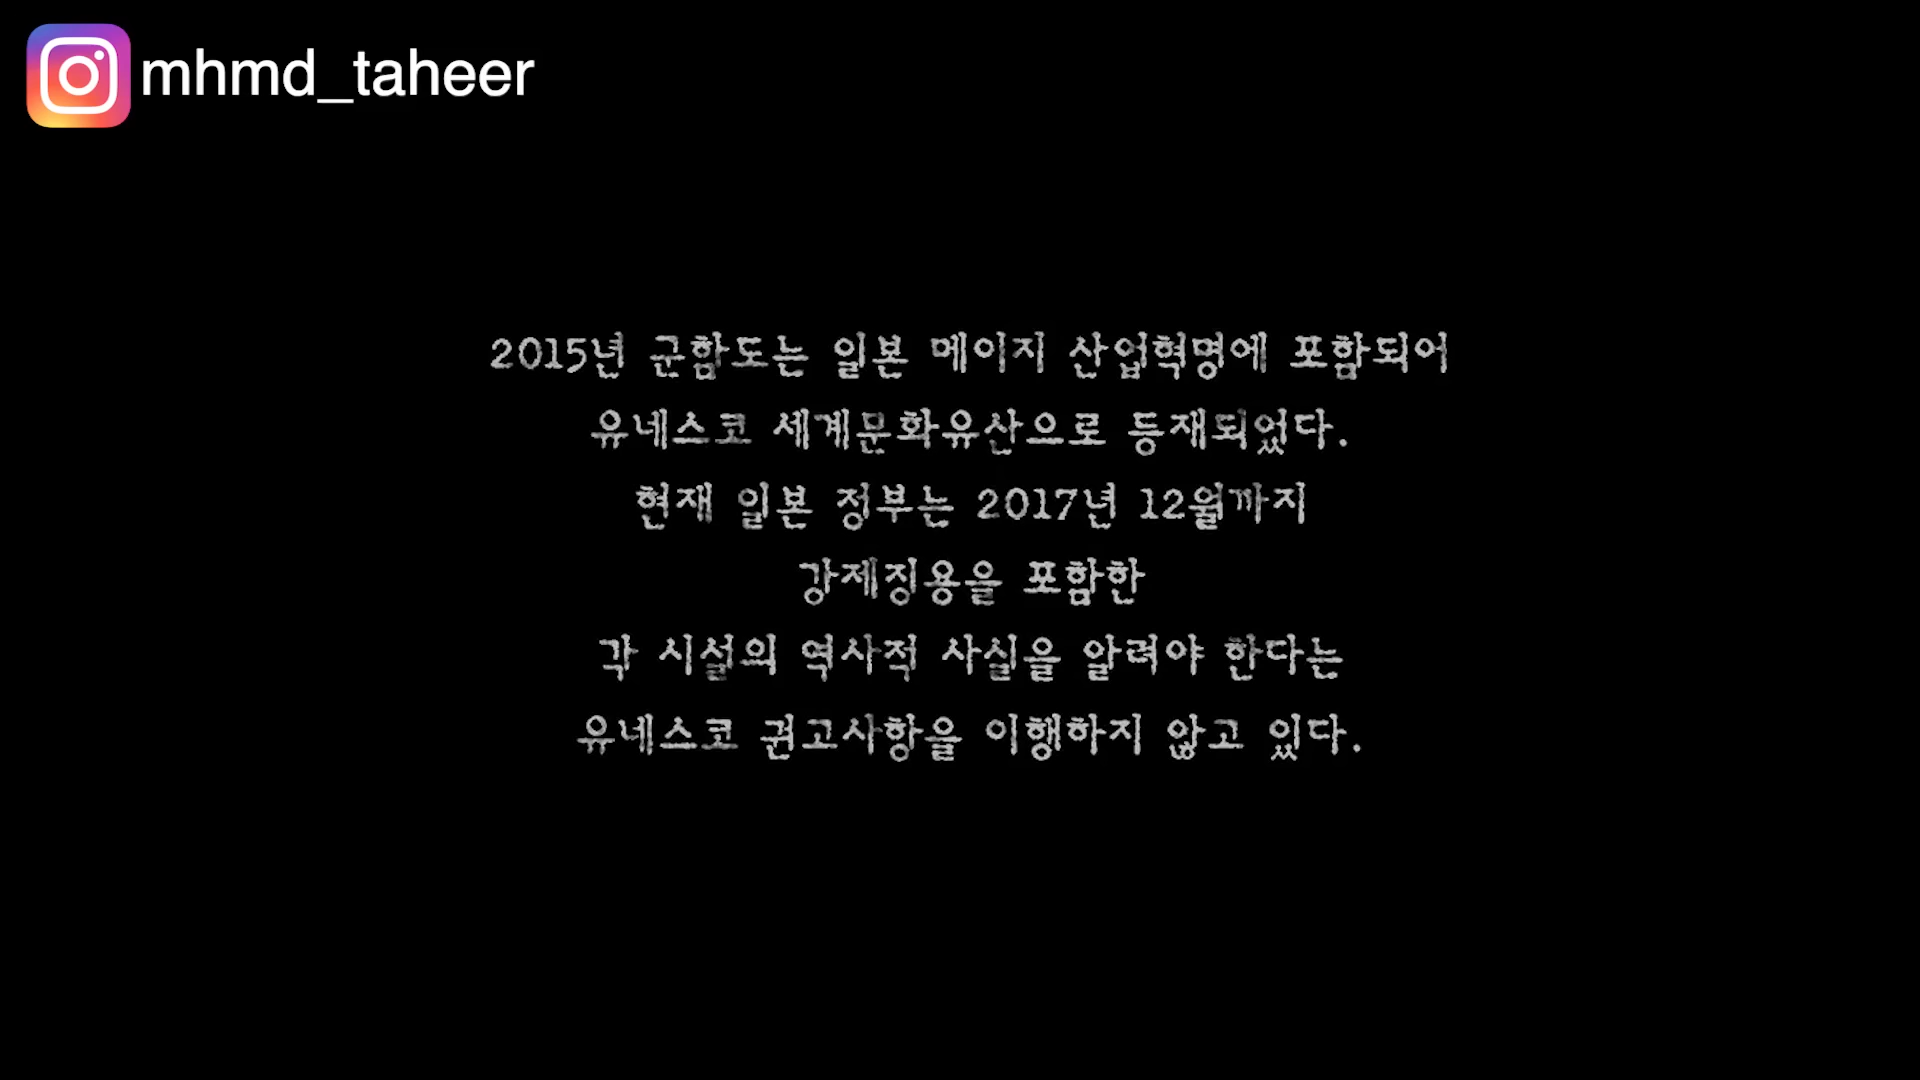 mhmd_taheer
2015년 군함도는 일본 메이지 산업혁명에 포함되어
유네스코 세계문화유산으로 등재되었다.
현재 일본 정부는 2017년 12월까지
강제징용을 포함한
각 시설의 역사적 사실을 알려야 한다는
유네스코 권고사항을 이행하지 않고 있다.